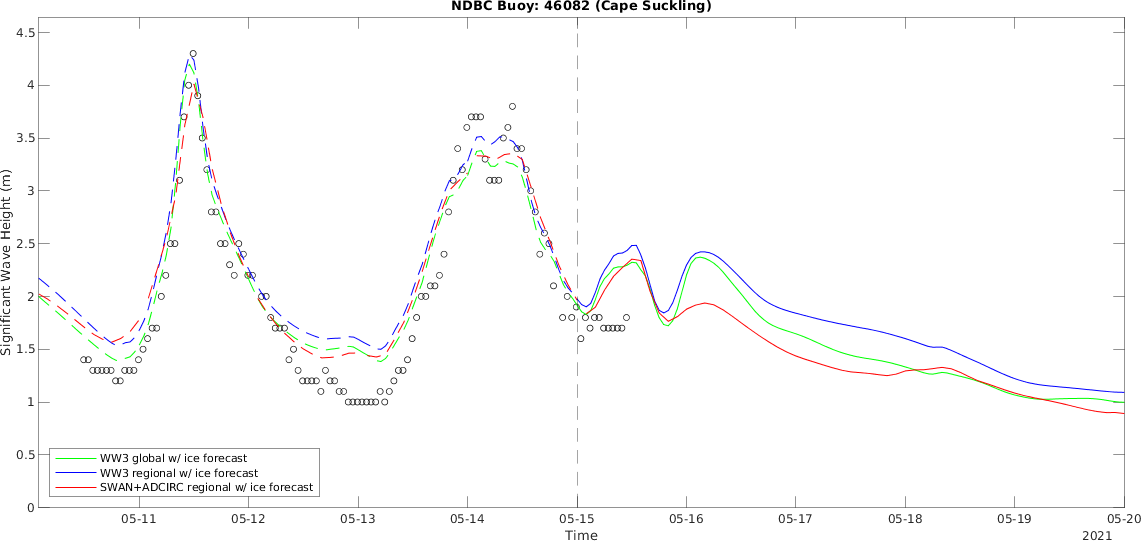 NDBC Buoy: 46082 (Cape Suckling)
4.5
4
3.5
3
2.5
2
1.5
1
0.5
0
Significant Wave Height (m)
WW3 global w/ ice forecast
WW3 regional w/ ice forecast
SWAN+ADCIRC regional w/ ice forecast
05-11 05-12 05-13 05-14 05-15 05-16 05-17 05-18 05-19 05-20
Time
2021